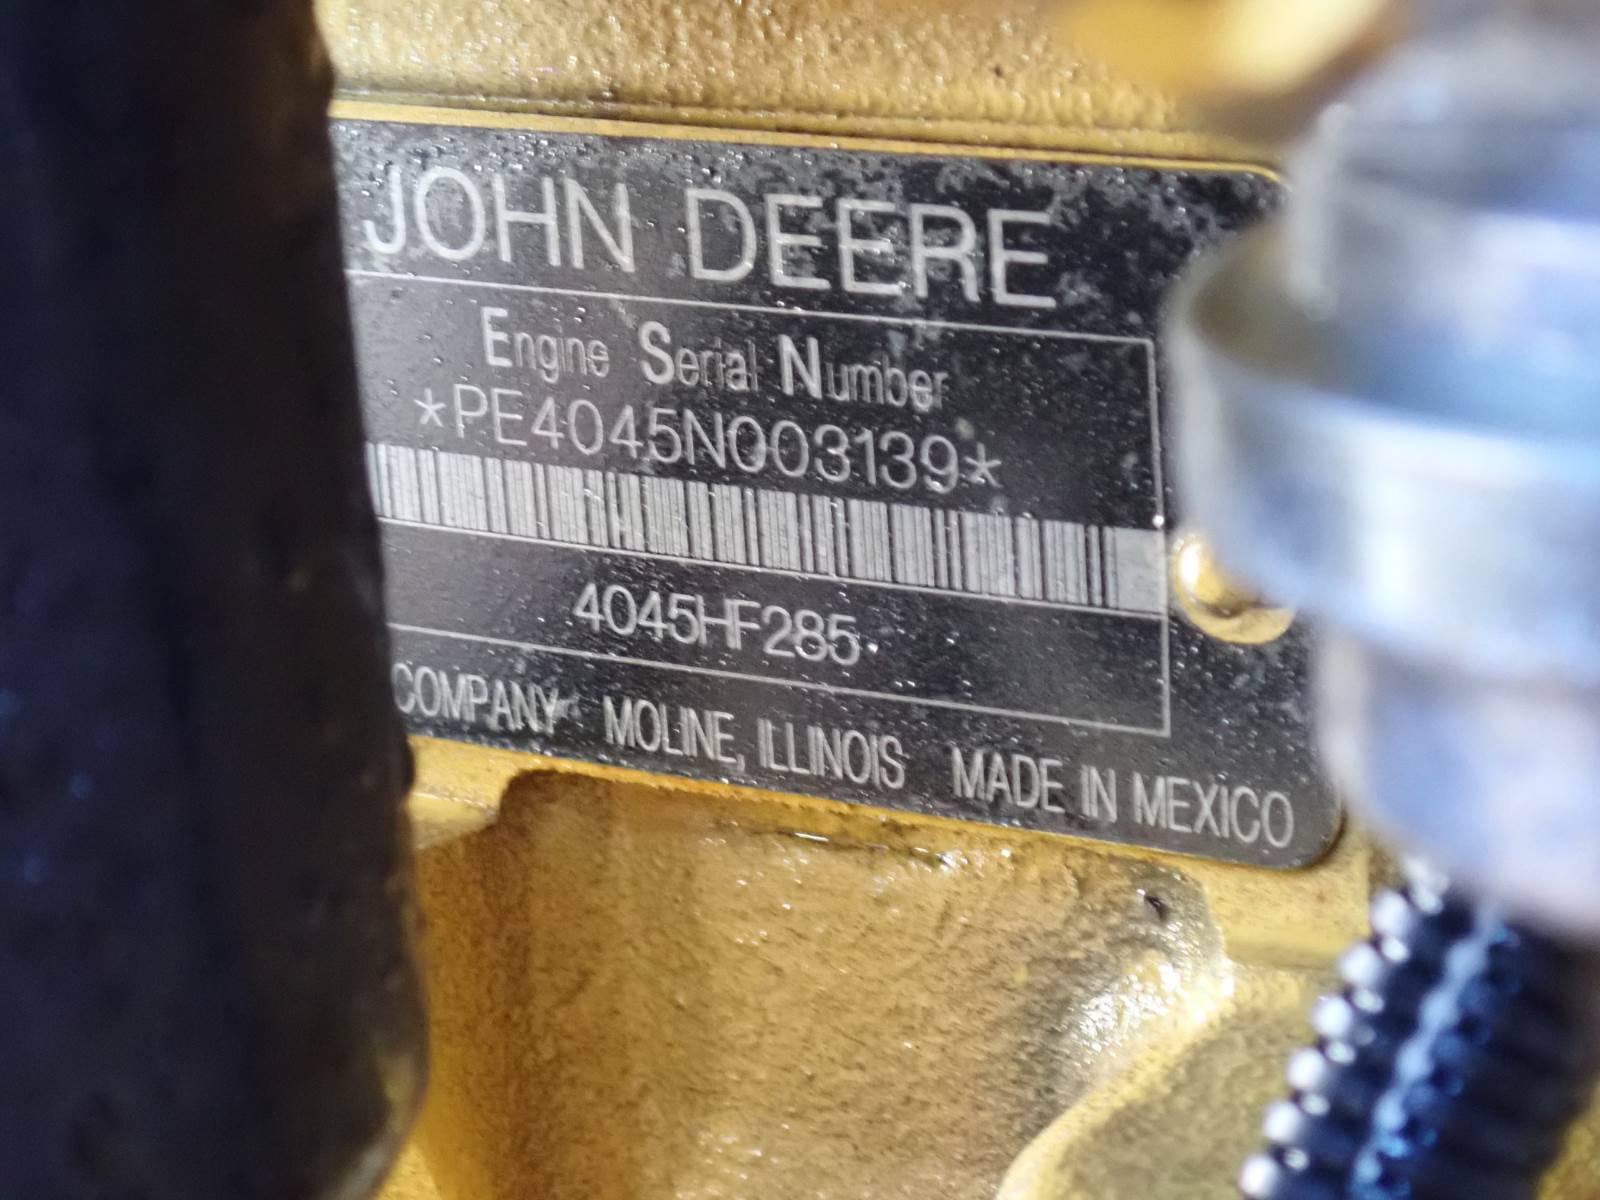 JOHN DEERE
Engine Serial Number
*PE4045N003139*
4045HF285
COMPANY MOLINE, ILLINOIS MADE IN MEXICO